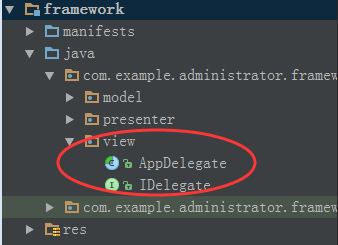 framework
manifests
java
com.example.administrator.framew
model
presenter
view
AppDelegate
IDelegate
com.example.administrator.framew
res